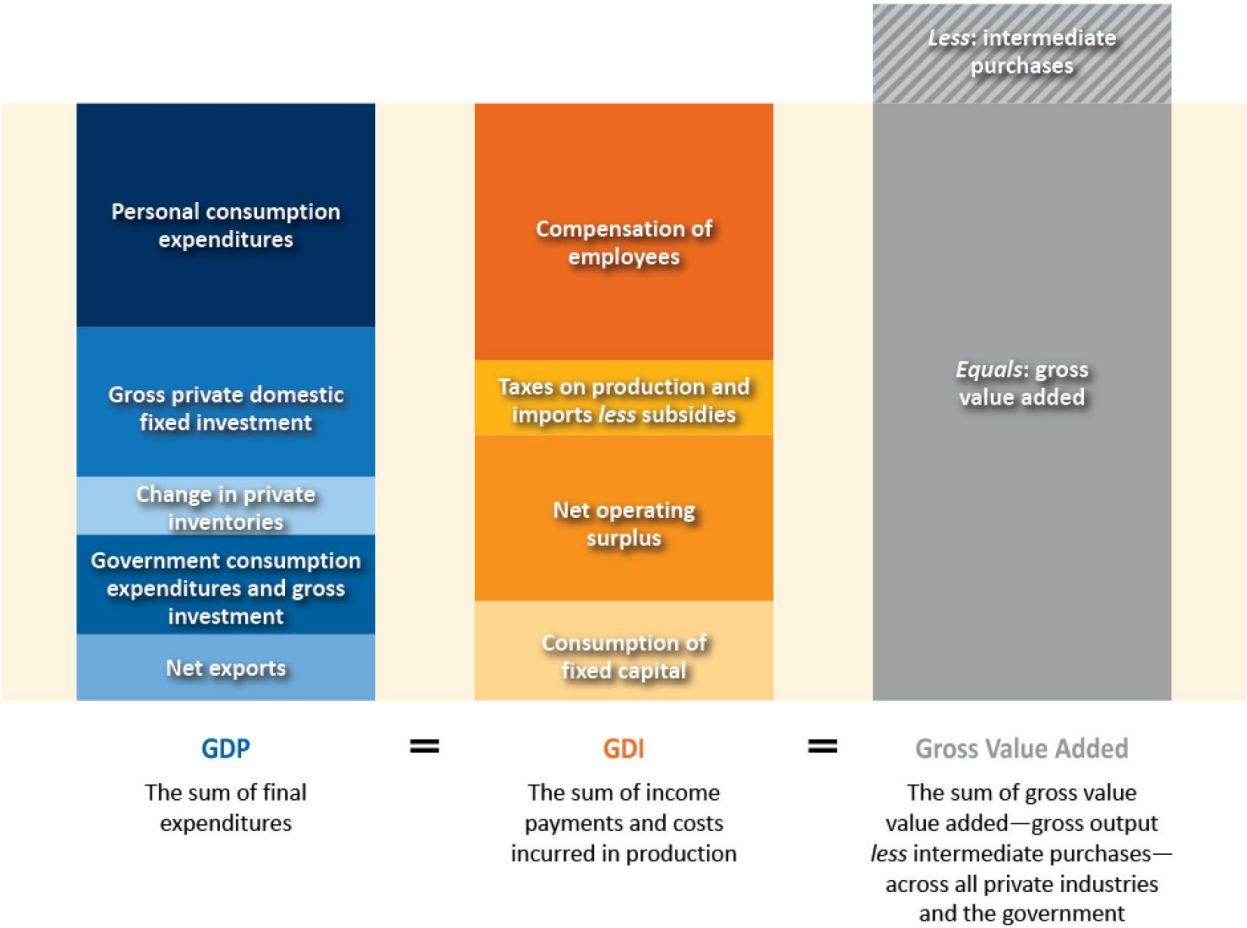 Less: intermediate
purchases
Personal consumption
expenditures
Gross private domestic
fixed investment
Change in private
inventories
Government consumption
expenditures and gross
investment
Net exports
Compensation of
employees
Taxes on production and
imports less subsidies
Net operating
surplus
Consumption of
fixed capital
Equals: gross
value added
GDP = GDI = Gross Value Added
The sum of final
expenditures
The sum of income
payments and costs
incurred in production
The sum of gross value
value added—gross output
less intermediate purchases—
across all private industries
and the government